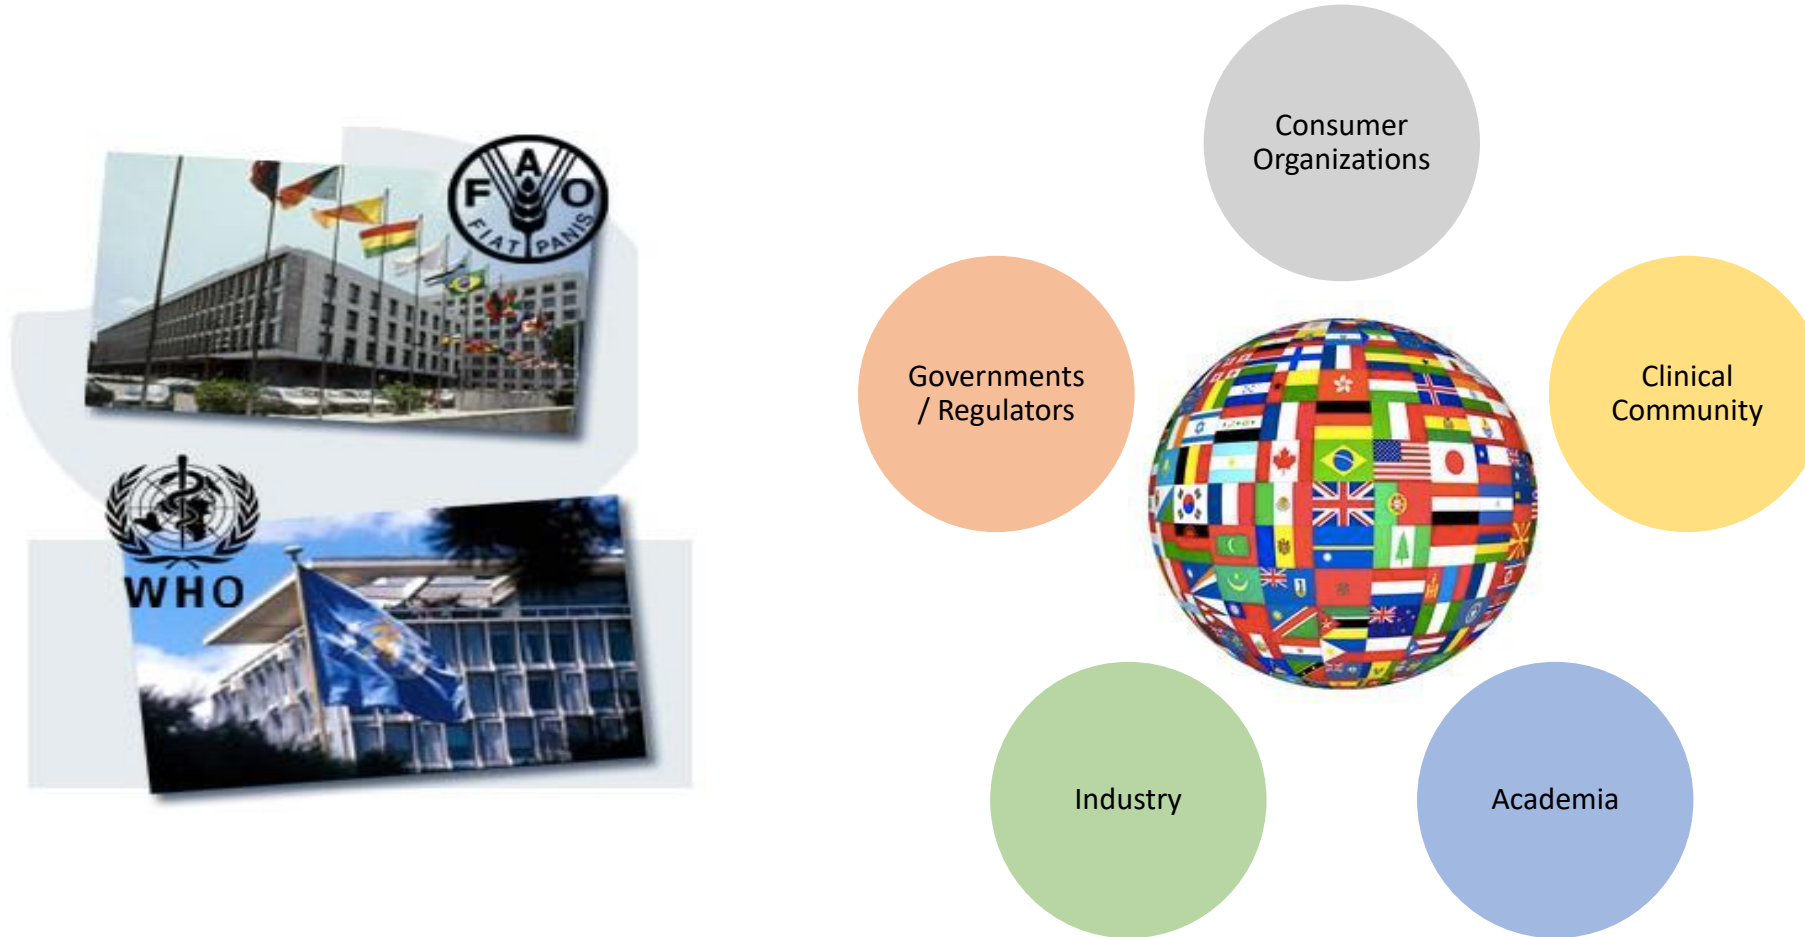 FAO
FIAT PANIS
WHO
Consumer
Organizations
Governments
/ Regulators
Clinical
Community
Industry
Academia